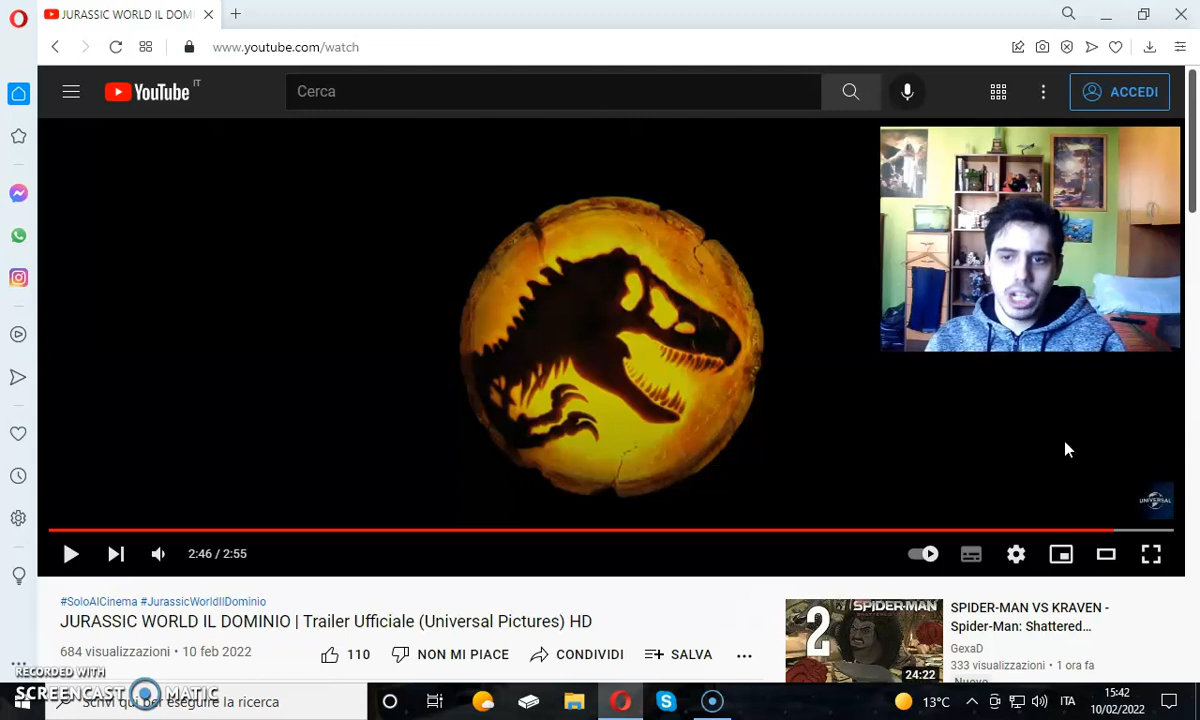 JURASSIC WORLD IL DOMI
www.youtube.com/watch
YouTube IT
Cerca
ACCEDI
UNIVERSAL
2:46 / 2:55
#SoloAlCinema #JurassicWorldIlDominio
JURASSIC WORLD IL DOMINIO | Trailer Ufficiale (Universal Pictures) HD
684 visualizzazioni • 10 feb 2022
110
NON MI PIACE
CONDIVIDI
SALVA
2
SPIDER-MAN
24:22
SPIDER-MAN VS KRAVEN -
Spider-Man: Shattered...
GexaD
333 visualizzazioni • 1 ora fa
Nuovo
RECORDED WITH
SCREENCAST MATIC
Scrivi qui per eseguire la ricerca
13°C
ITA
15:42
10/02/2022